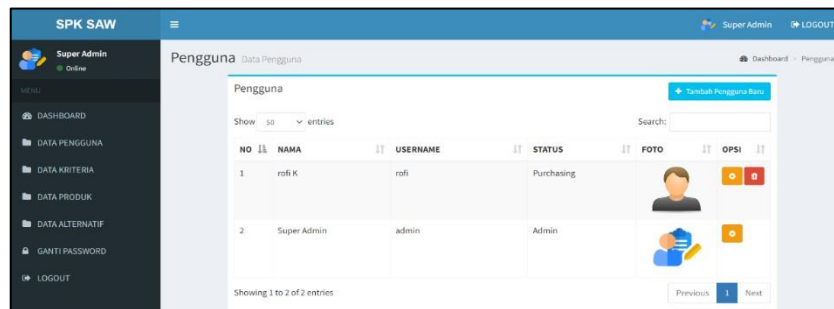 SPK SAW
Super Admin
LOGOUT
Super Admin
Online
MENU
DASHBOARD
DATA PENGGUNA
DATA KRITERIA
DATA PRODUK
DATA ALTERNATIF
GANTI PASSWORD
LOGOUT
Pengguna Data Pengguna
Dashboard > Pengguna
Pengguna
+ Tambah Pengguna Baru
Show 50 entries
Search:
NO NAMA USERNAME STATUS FOTO OPSI
1 rofi K rofi Purchasing
2 Super Admin admin Admin
Showing 1 to 2 of 2 entries
Previous 1 Next